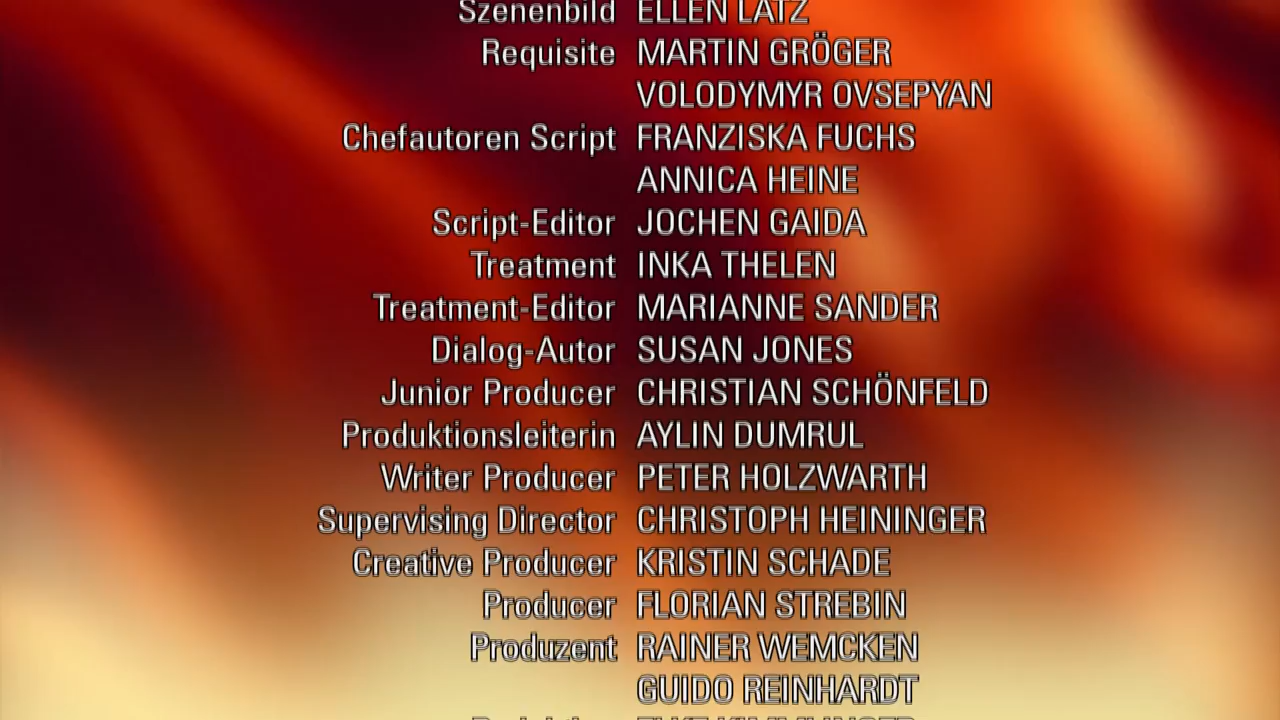 Szenenbild ELLEN LATZ
Requisite MARTIN GRÖGER
VOLODYMYR OVSEPYAN
Chefautoren Script FRANZISKA FUCHS
ANNICA HEINE
Script-Editor JOCHEN GAIDA
Treatment INKA THELEN
Treatment-Editor MARIANNE SANDER
Dialog-Autor SUSAN JONES
Junior Producer CHRISTIAN SCHÖNFELD
Produktionsleiterin AYLIN DUMRUL
Writer Producer PETER HOLZWARTH
Supervising Director CHRISTOPH HEININGER
Creative Producer KRISTIN SCHADE
Producer FLORIAN STREBIN
Produzent RAINER WEMCKEN
GUIDO REINHARDT